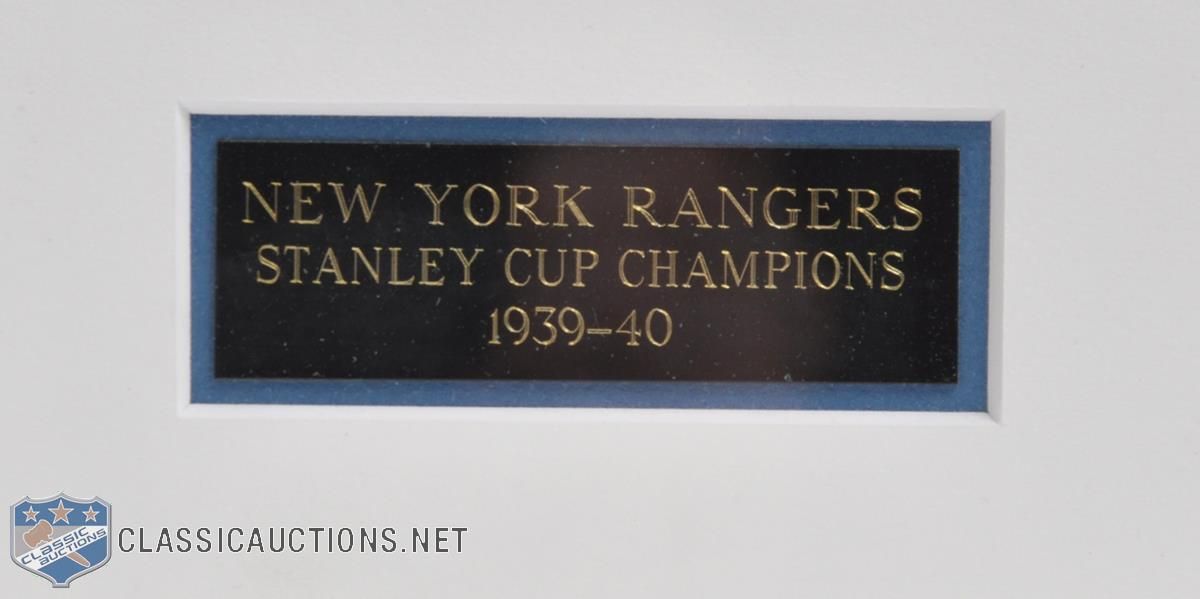 NEW YORK RANGERS
STANLEY CUP CHAMPIONS
1939-40
CLASSIC
AUCTIONS
CLASSICAUCTIONS.NET